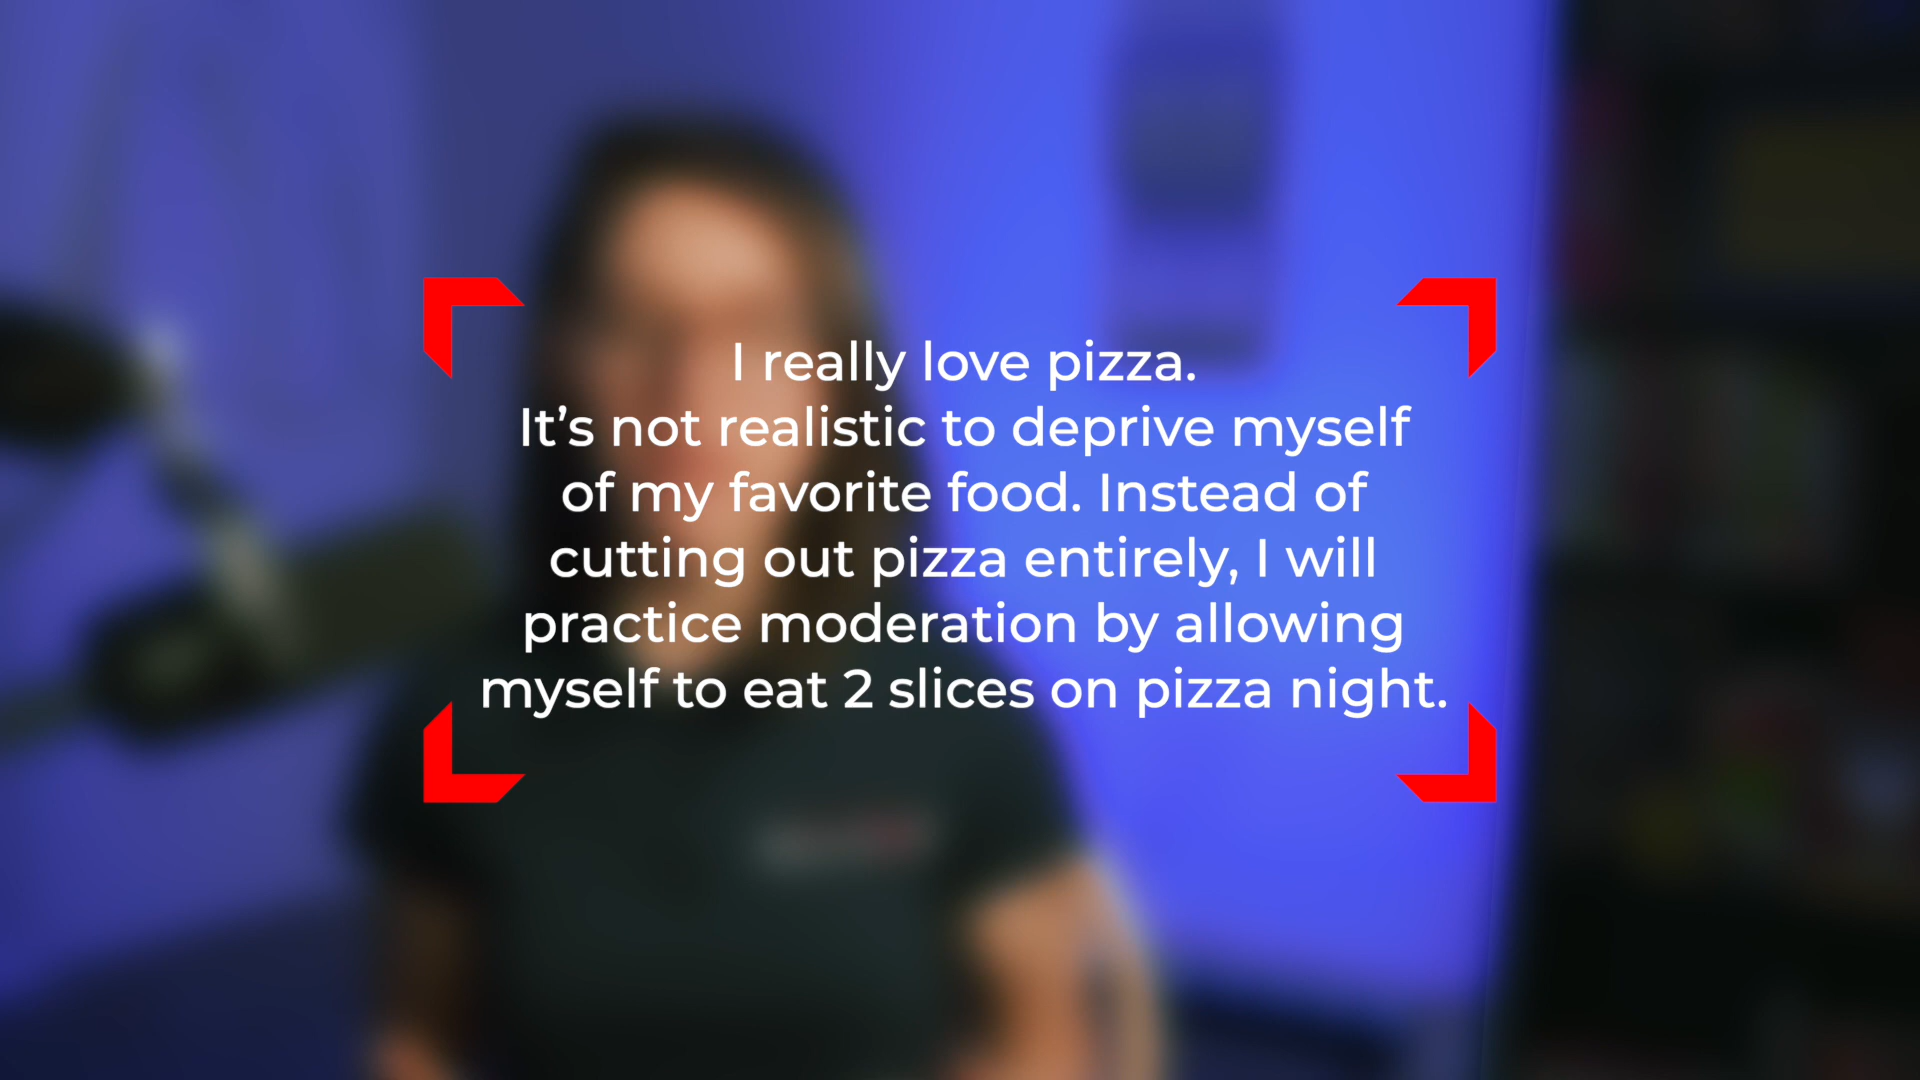 I really love pizza.
It’s not realistic to deprive myself
of my favorite food. Instead of
cutting out pizza entirely, I will
practice moderation by allowing
myself to eat 2 slices on pizza night.